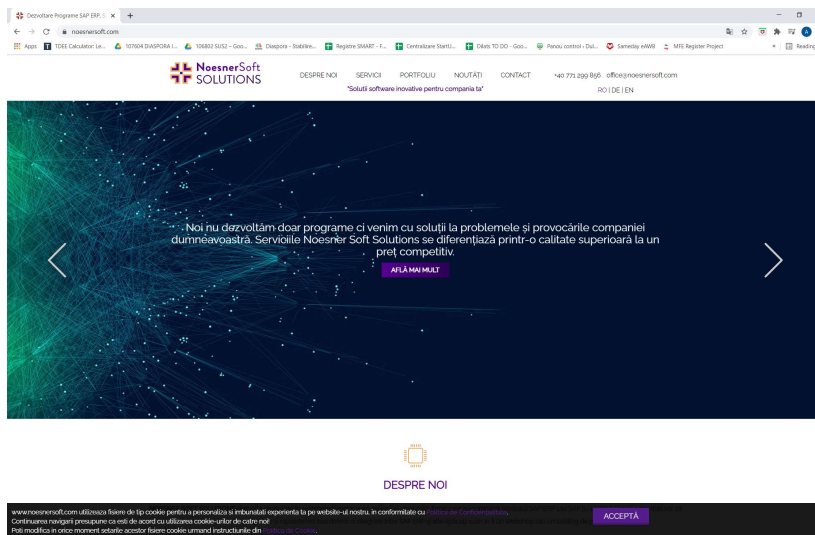 Dezvoltare Programe SAP ERP, S
noesnersoft.com
Apps TDEE Calculator: Le... 107604 DIASPORA I... 106802 SUS2 – Goo... Diaspora - Stabilire... Registre SMART - F... Centralizare StartU... Dilats TO DO - Goo... Panou control ‹ Dul... Sameday eAWB MFE Register Project Reading
NoesnerSoft
SOLUTIONS
DESPRE NOI SERVICII PORTFOLIU NOUTĂȚI CONTACT +40 771 299 856 office@noesnersoft.com
"Solutii software inovative pentru compania ta"
RO | DE | EN
Noi nu dezvoltăm doar programe ci venim cu soluții la problemele și provocările companiei
dumneavoastră. Serviciile Noesner Soft Solutions se diferențiază printr-o calitate superioară la un
preț competitiv.
AFLĂ MAI MULT
DESPRE NOI
www.noesnersoft.com utilizeaza fisiere de tip cookie pentru a personaliza si imbunatati experienta ta pe website-ul nostru, in conformitate cu Politica de Confidentialitate.
Continuarea navigarii presupune ca esti de acord cu utilizarea cookie-urilor de catre noi!
Poti modifica in orice moment setarile acestor fisiere cookie urmand instructiunile din Politica de Cookie.
ACCEPTĂ